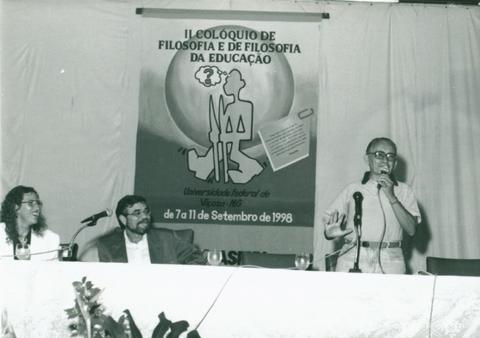 II COLÓQUIO DE
FILOSOFIA E DE FILOSOFIA
DA EDUCAÇÃO
?
Universidade Federal de
Viçosa-MG
de 7 a 11 de Setembro de 1998